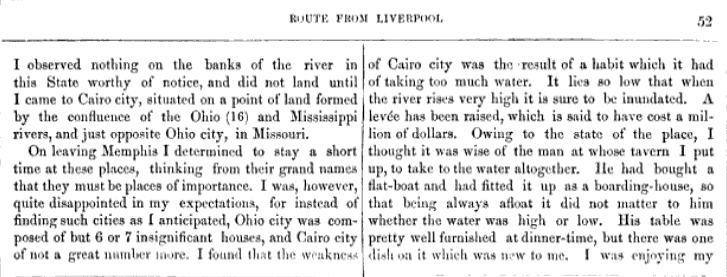 ROUTE FROM LIVERPOOL
52
I observed nothing on the banks of the river in
this State worthy of notice, and did not land until
I came to Cairo city, situated on a point of land formed
by the confluence of the Ohio (16) and Mississippi
rivers, and just opposite Ohio city, in Missouri.
On leaving Memphis I determined to stay a short
time at these places, thinking from their grand names
that they must be places of importance. I was, however,
quite disappointed in my expectations, for instead of
finding such cities as I anticipated, Ohio city was com-
posed of but 6 or 7 insignificant houses, and Cairo city
of not a great number more. I found that the weakness
of Cairo city was the result of a habit which it had
of taking too much water. It lies so low that when
the river rises very high it is sure to be inundated. A
levée has been raised, which is said to have cost a mil-
lion of dollars. Owing to the state of the place, I
thought it was wise of the man at whose tavern I put
up, to take to the water altogether. He had bought a
flat-boat and had fitted it up as a boarding-house, so
that being always afloat it did not matter to him
whether the water was high or low. His table was
pretty well furnished at dinner-time, but there was one
dish on it which was new to me. I was enjoying my